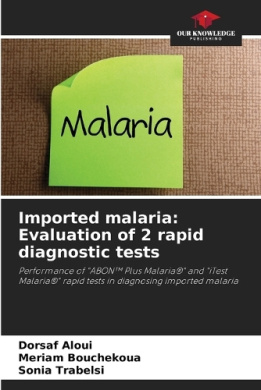 OUR KNOWLEDGE
PUBLISHING
Malaria
Imported malaria:
Evaluation of 2 rapid
diagnostic tests
Performance of "ABON™ Plus Malaria®" and "iTest
Malaria®" rapid tests in diagnosing imported malaria
Dorsaf Aloui
Meriam Bouchekoua
Sonia Trabelsi